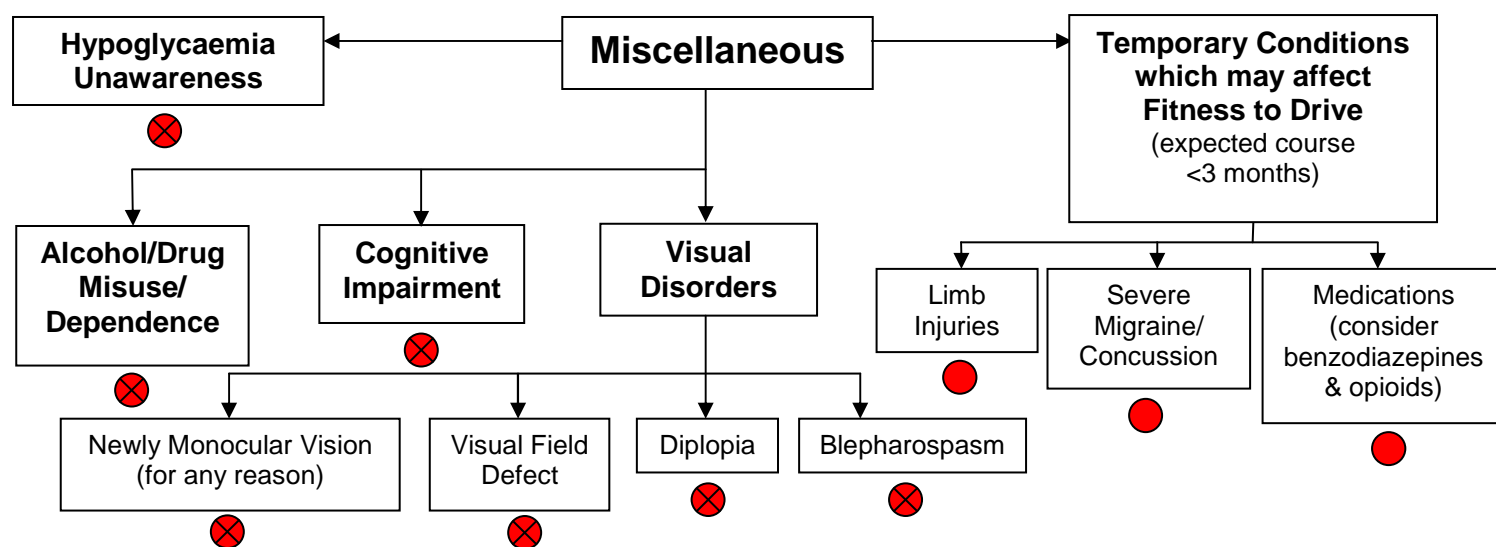 Hypoglycaemia
Unawareness
Miscellaneous
Temporary Conditions
which may affect
Fitness to Drive
(expected course
<3 months)
Alcohol/Drug
Misuse/
Dependence
Cognitive
Impairment
Visual
Disorders
Limb
Injuries
Severe
Migraine/
Concussion
Medications
(consider
benzodiazepines
& opioids)
Newly Monocular Vision
(for any reason)
Visual Field
Defect
Diplopia
Blepharospasm